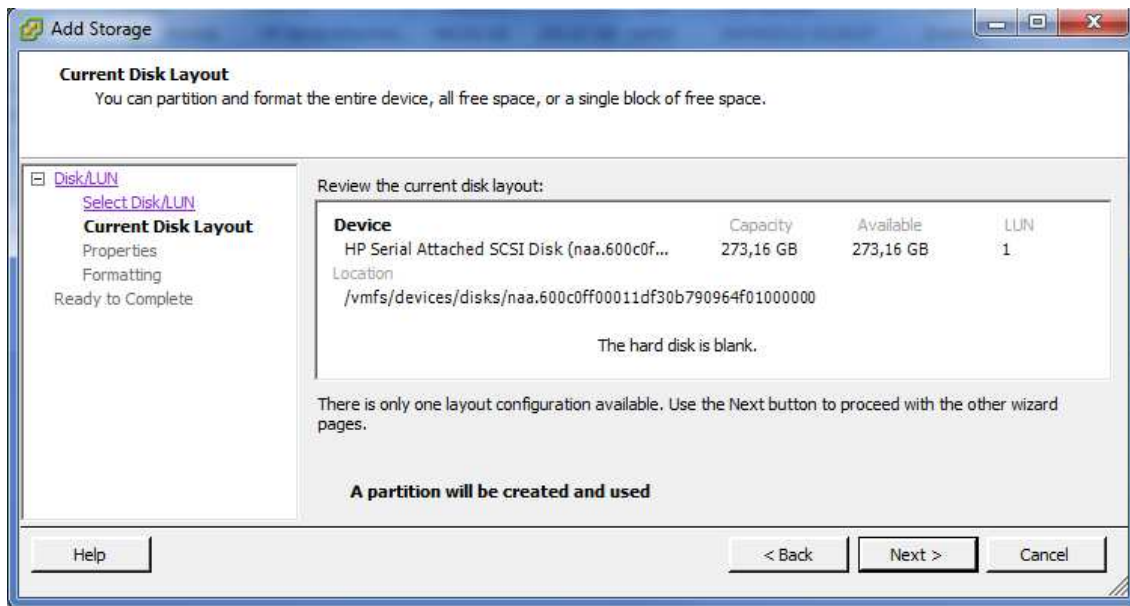 Add Storage
Current Disk Layout
You can partition and format the entire device, all free space, or a single block of free space.
Disk/LUN
Select Disk/LUN
Current Disk Layout
Properties
Formatting
Ready to Complete
Review the current disk layout:
Device Capacity Available LUN
HP Serial Attached SCSI Disk (naa.600c0f... 273,16 GB 273,16 GB 1
Location
/vmfs/devices/disks/naa.600c0ff00011df30b790964f01000000
The hard disk is blank.
There is only one layout configuration available. Use the Next button to proceed with the other wizard
pages.
A partition will be created and used
Help < Back Next > Cancel